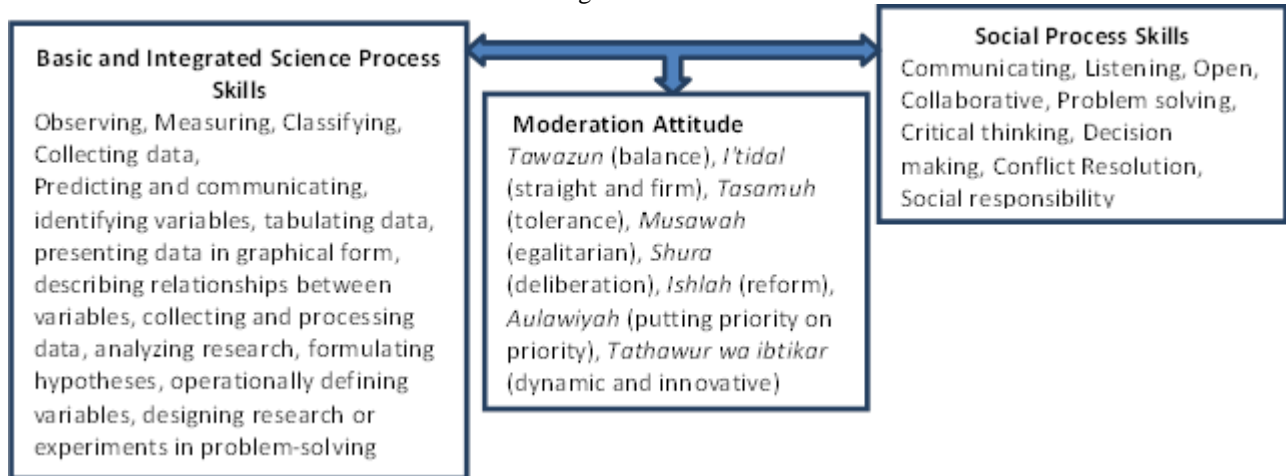 Basic and Integrated Science Process
Skills
Observing, Measuring, Classifying,
Collecting data,
Predicting and communicating,
identifying variables, tabulating data,
presenting data in graphical form,
describing relationships between
variables, collecting and processing
data, analyzing research, formulating
hypotheses, operationally defining
variables, designing research or
experiments in problem-solving
Moderation Attitude
Tawazun (balance), I'tidal
(straight and firm), Tasamuh
(tolerance), Musawah
(egalitarian), Shura
(deliberation), Ishlah (reform),
Aulawiyah (putting priority on
priority), Tathawur wa ibtikar
(dynamic and innovative)
Social Process Skills
Communicating, Listening, Open,
Collaborative, Problem solving,
Critical thinking, Decision
making, Conflict Resolution,
Social responsibility